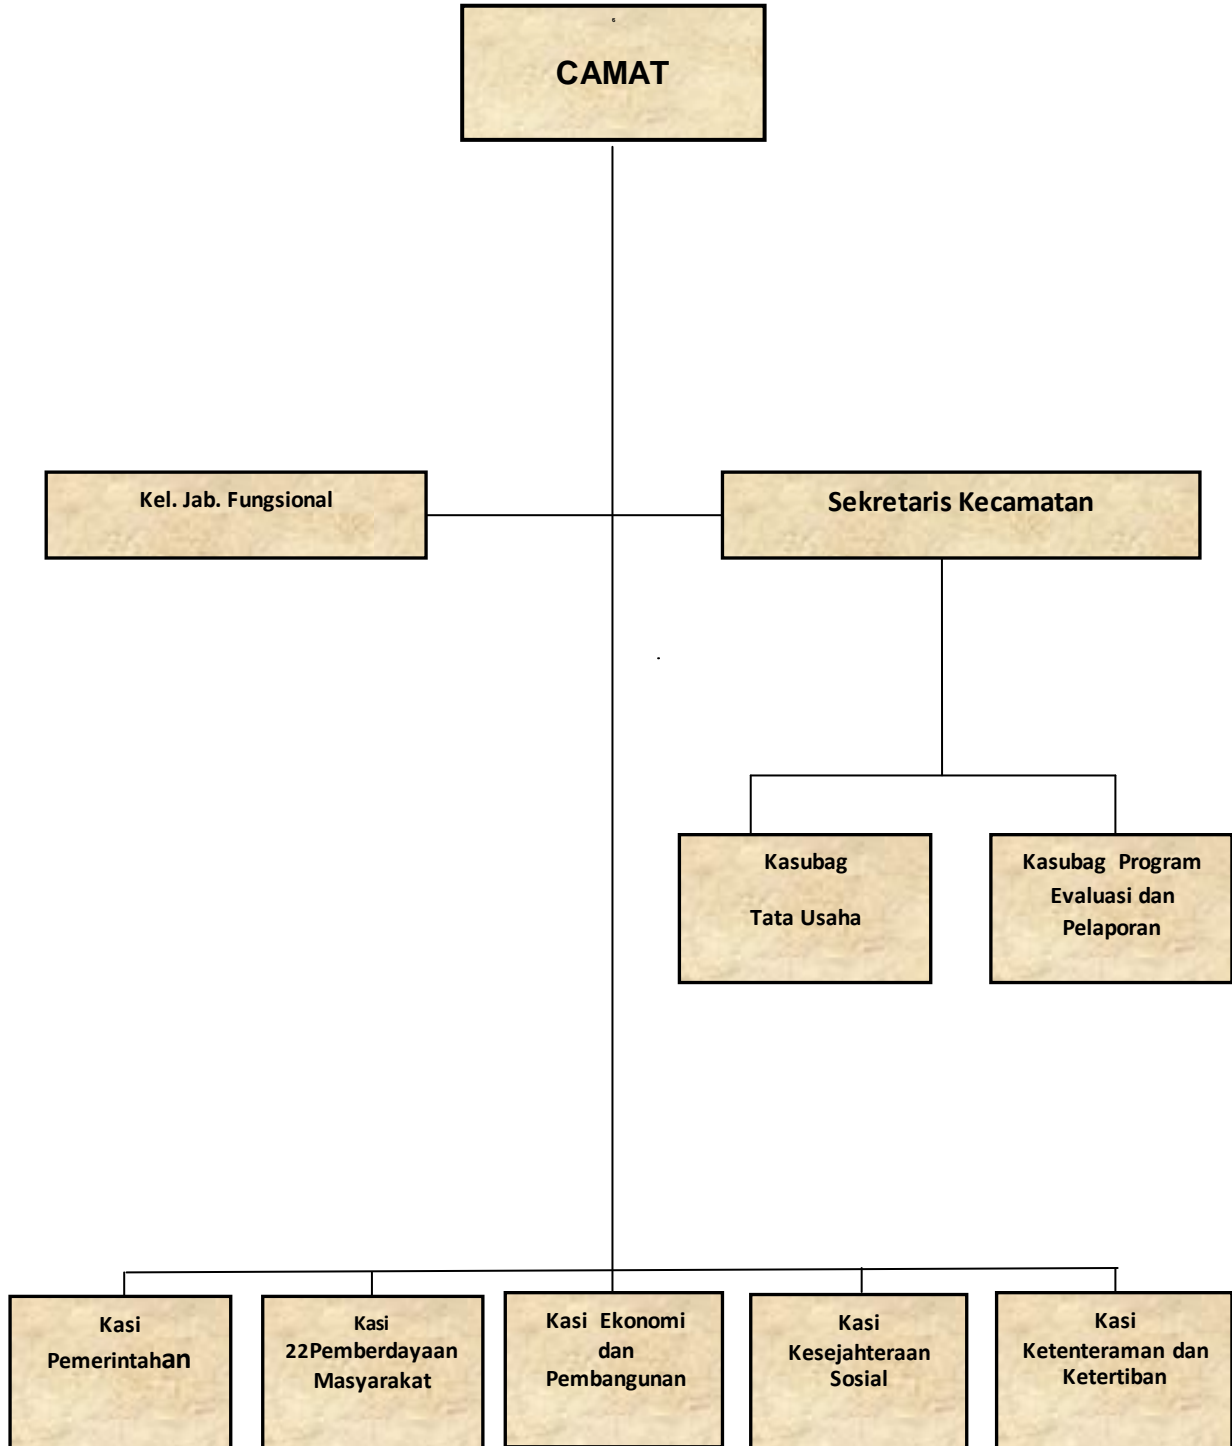 CAMAT
Kel. Jab. Fungsional
Sekretaris Kecamatan
Kasubag
Tata Usaha
Kasubag Program
Evaluasi dan
Pelaporan
Kasi
Pemerintahan
Kasi
22Pemberdayaan
Masyarakat
Kasi Ekonomi
dan
Pembangunan
Kasi
Kesejahteraan
Sosial
Kasi
Ketenteraman dan
Ketertiban